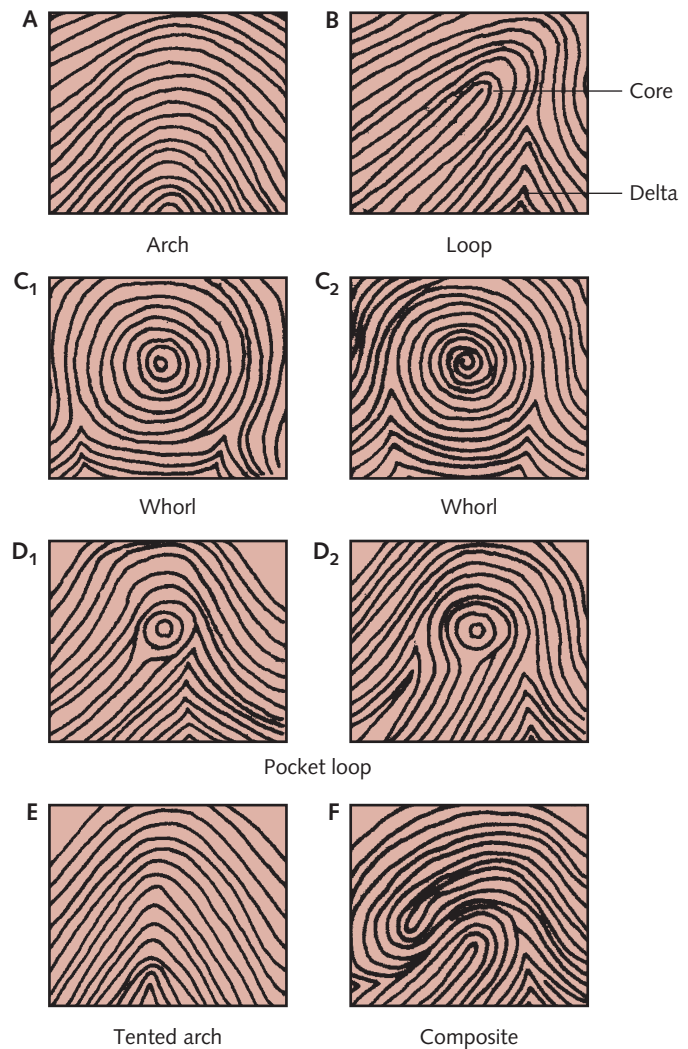 A
B
Core
Delta
Arch
Loop
C1
C2
Whorl
Whorl
D1
D2
Pocket loop
E
F
Tented arch
Composite